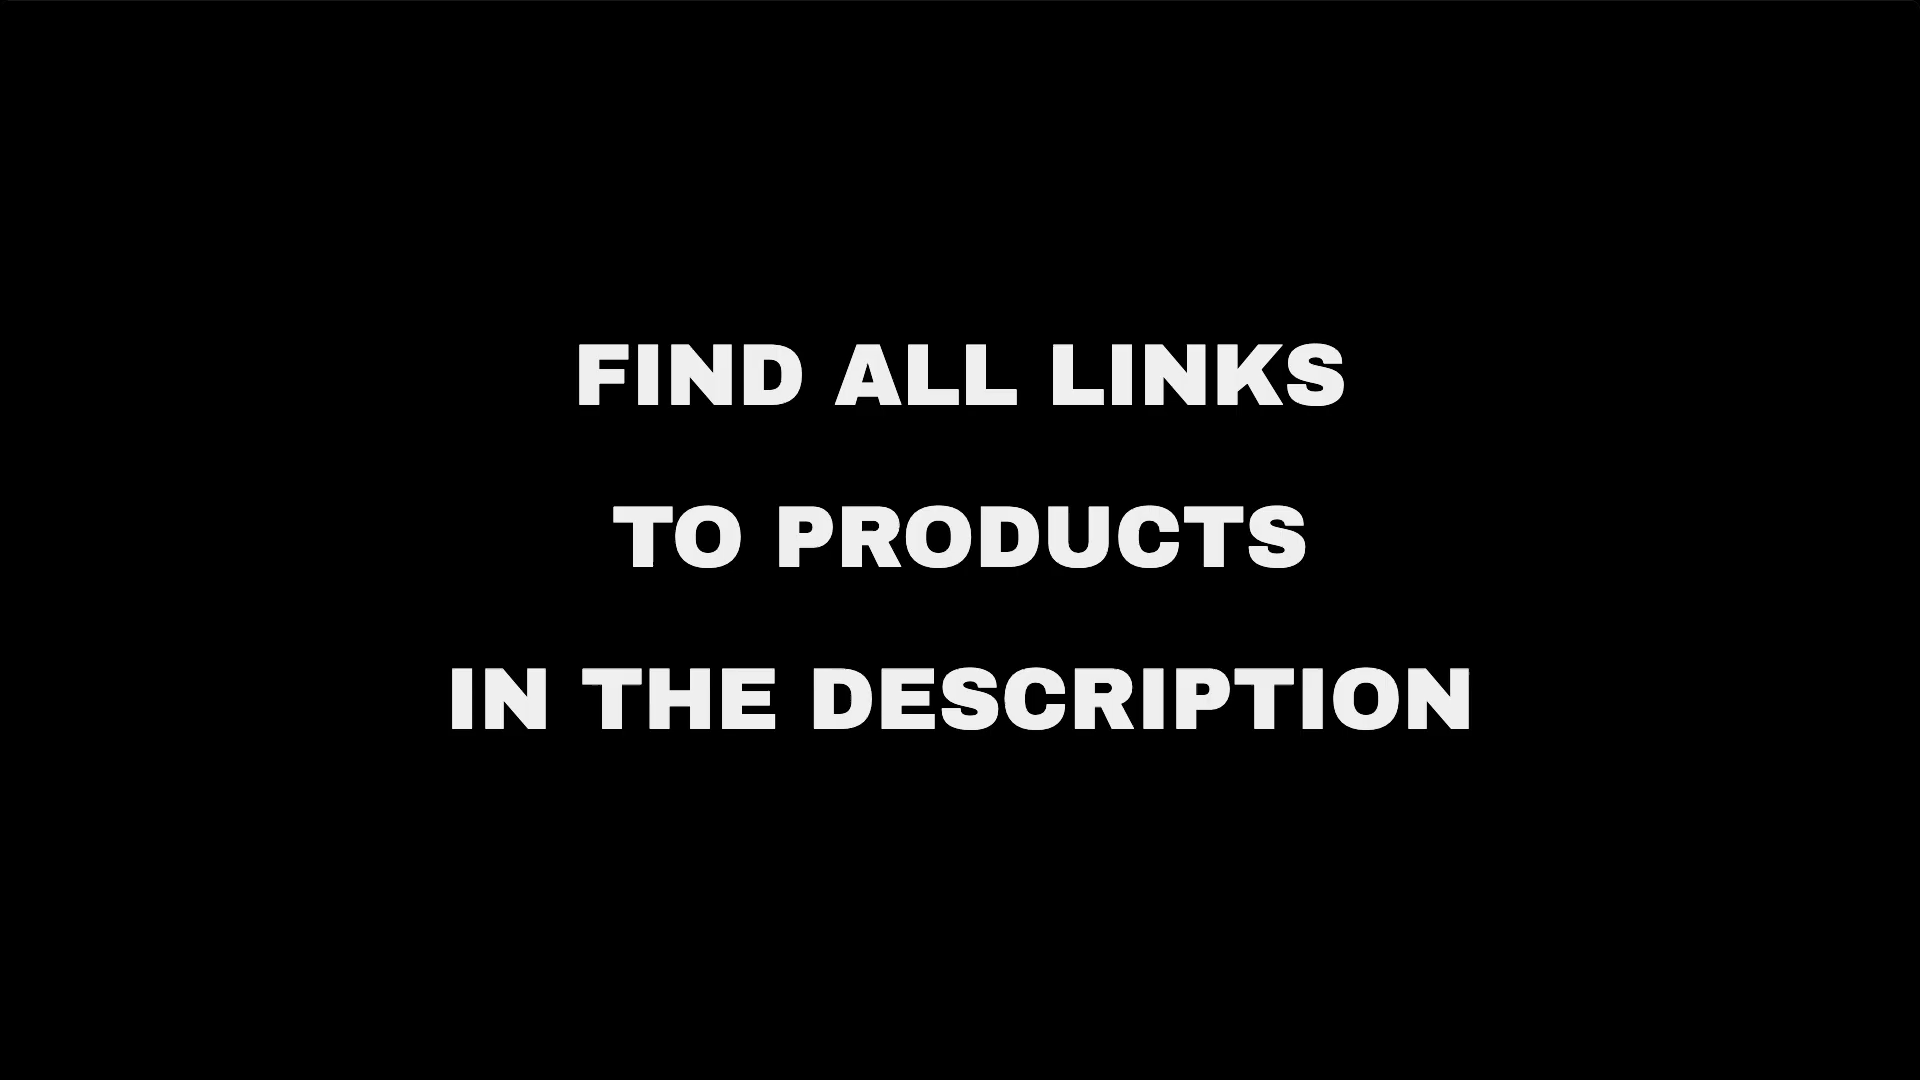 FIND ALL LINKS
TO PRODUCTS
IN THE DESCRIPTION